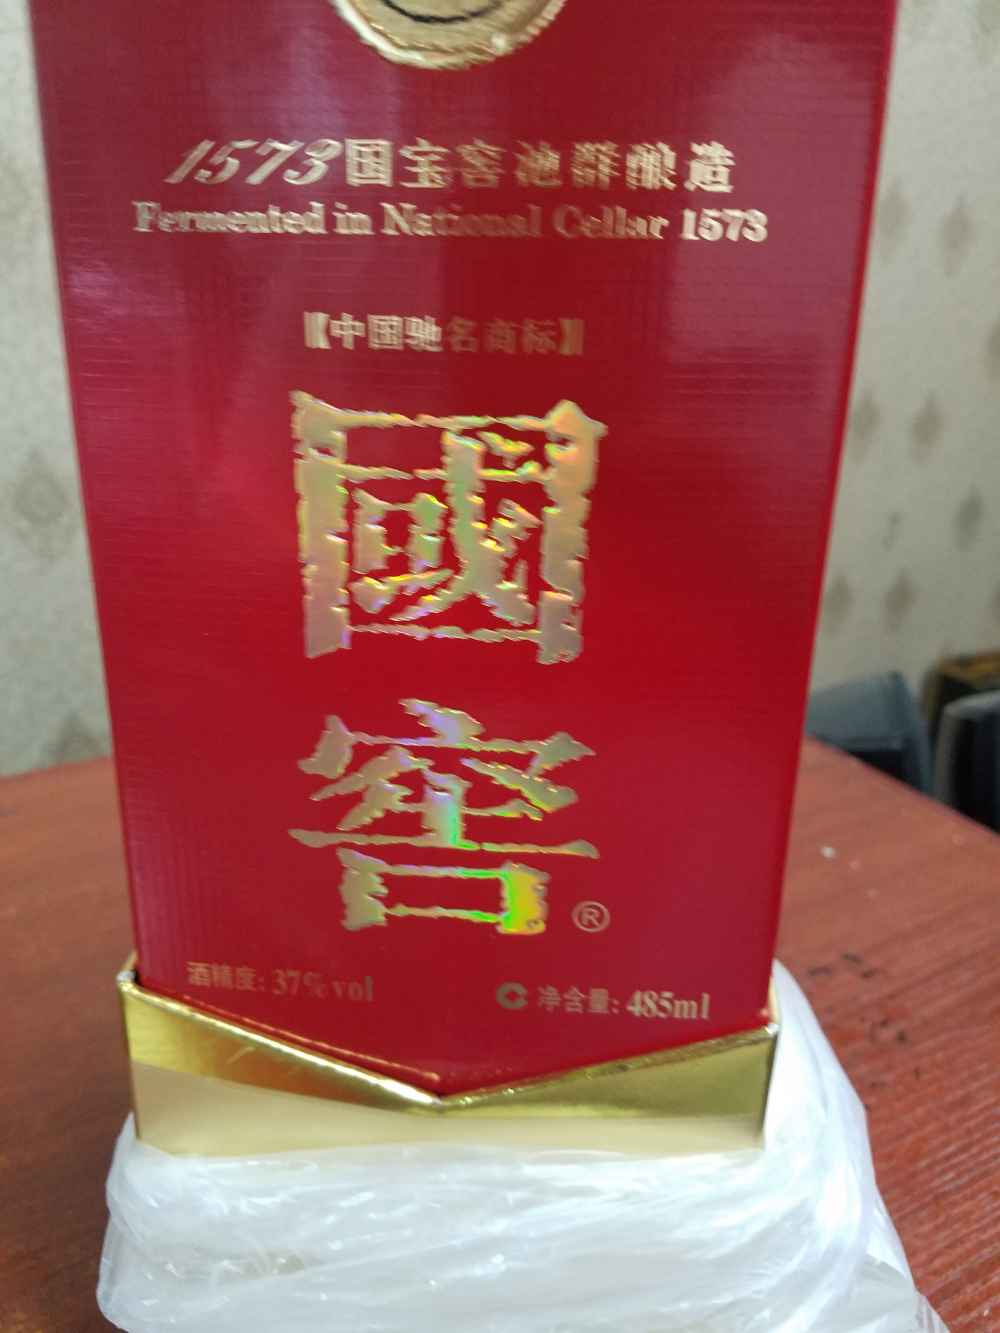 1573国宝窖池群酿造
Fermented in National Cellar 1573
【中国驰名商标】
國
窖®
酒精度: 37%vol
净含量: 485ml